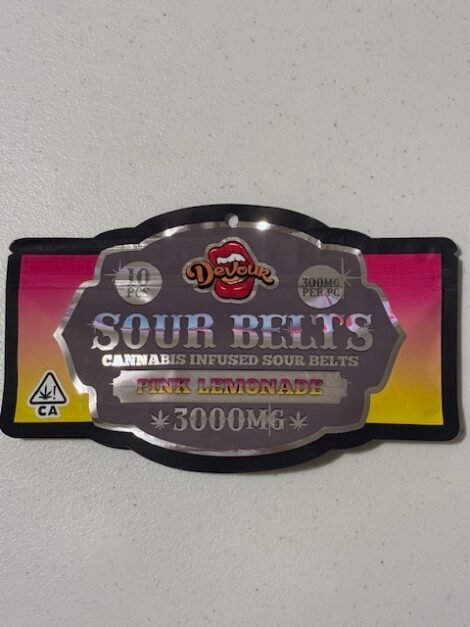 Devour
10
PCS
300MG
PER PC
SOUR BELTS
CANNABIS INFUSED SOUR BELTS
PINK LEMONADE
3000MG
!
CA